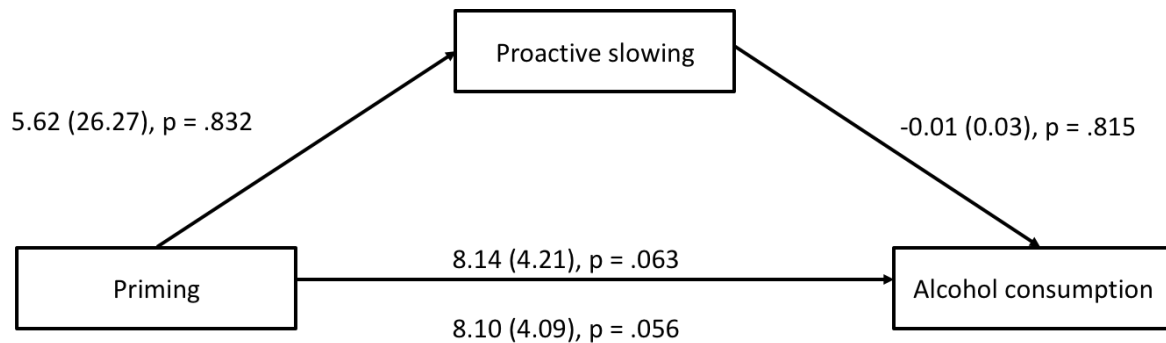 Proactive slowing
5.62 (26.27), p = .832
-0.01 (0.03), p = .815
8.14 (4.21), p = .063
Priming
Alcohol consumption
8.10 (4.09), p = .056